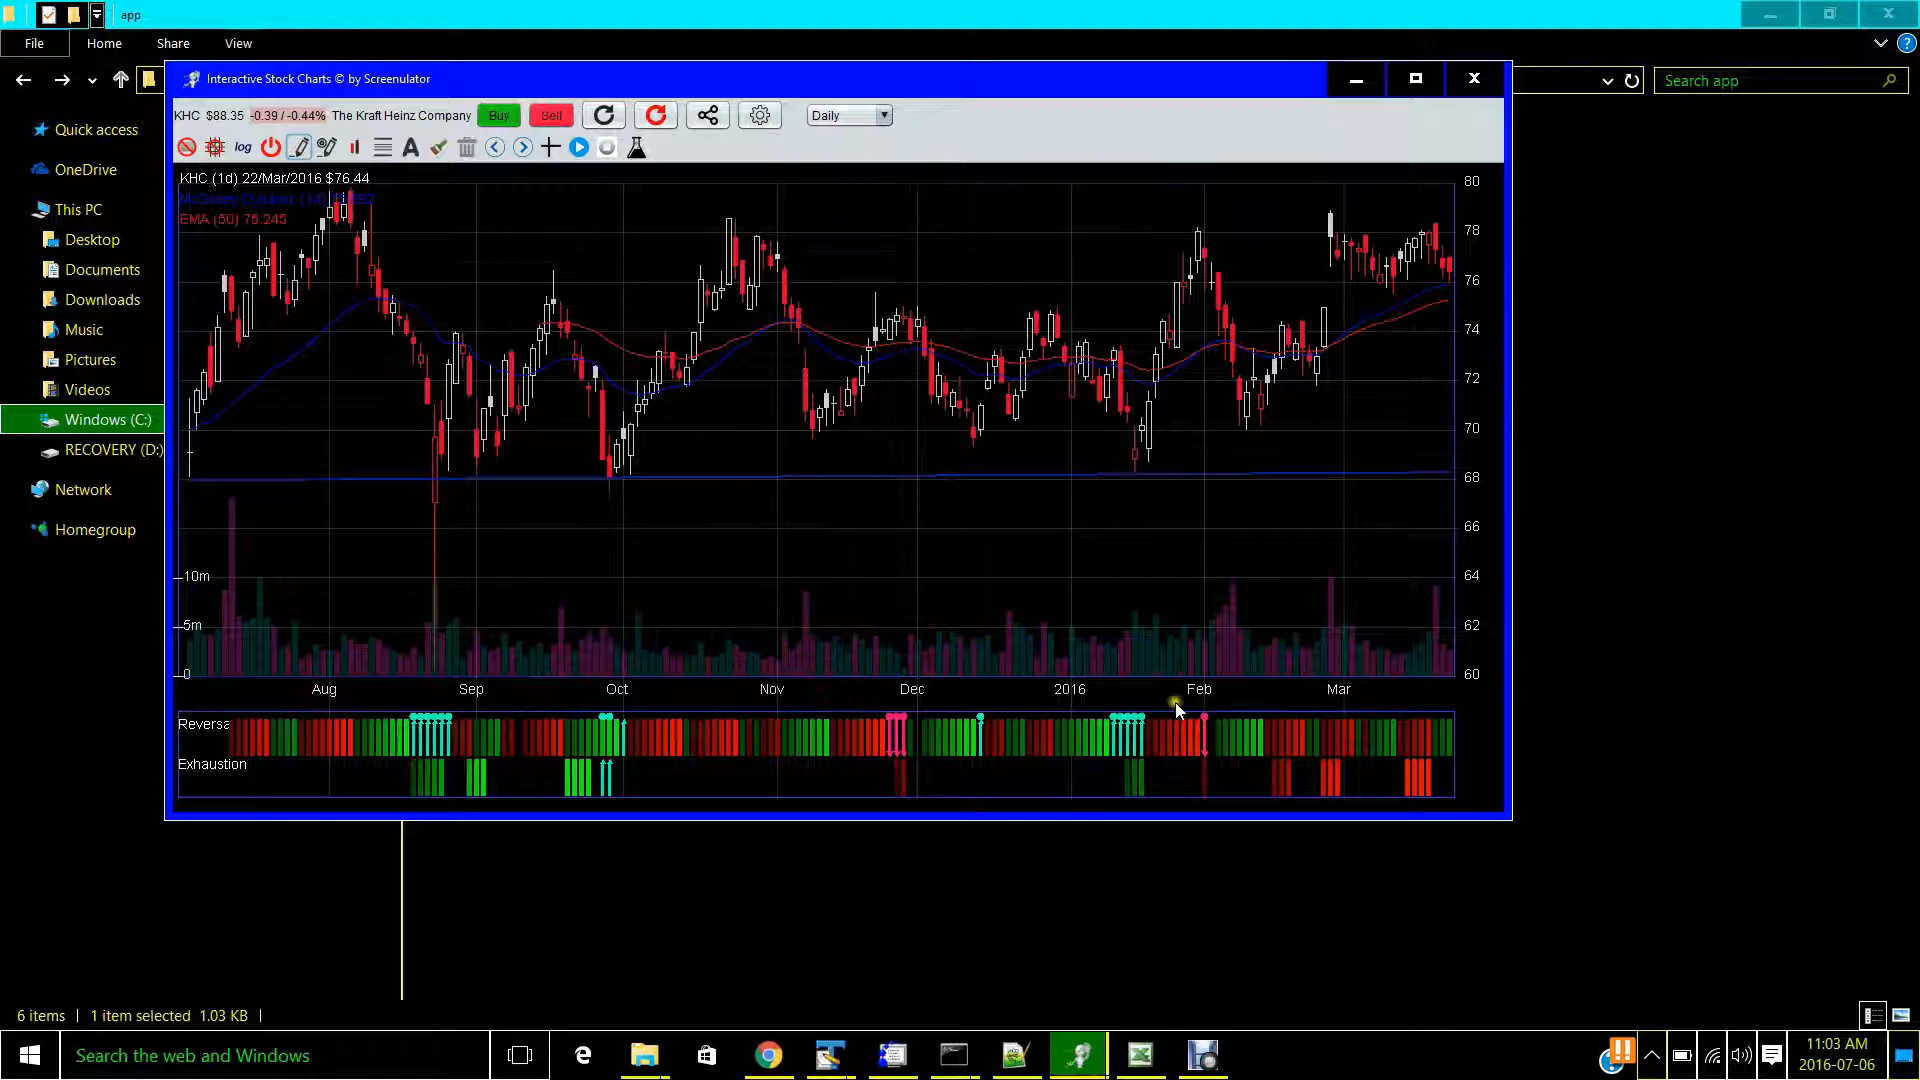 app
File Home Share View
Search app
Interactive Stock Charts © by Screenulator
KHC $88.35 -0.39 / -0.44% The Kraft Heinz Company Buy Sell Daily
log A
KHC (1d) 22/Mar/2016 $76.44
McGinley Dynamic (14)
EMA (50) 75.245
80
78
76
74
72
70
68
66
64
62
60
10m
5m
0
Aug Sep Oct Nov Dec 2016 Feb Mar
Reversa
Exhaustion
Quick access
OneDrive
This PC
Desktop
Documents
Downloads
Music
Pictures
Videos
Windows (C:)
RECOVERY (D:)
Network
Homegroup
6 items 1 item selected 1.03 KB
Search the web and Windows
11:03 AM
2016-07-06